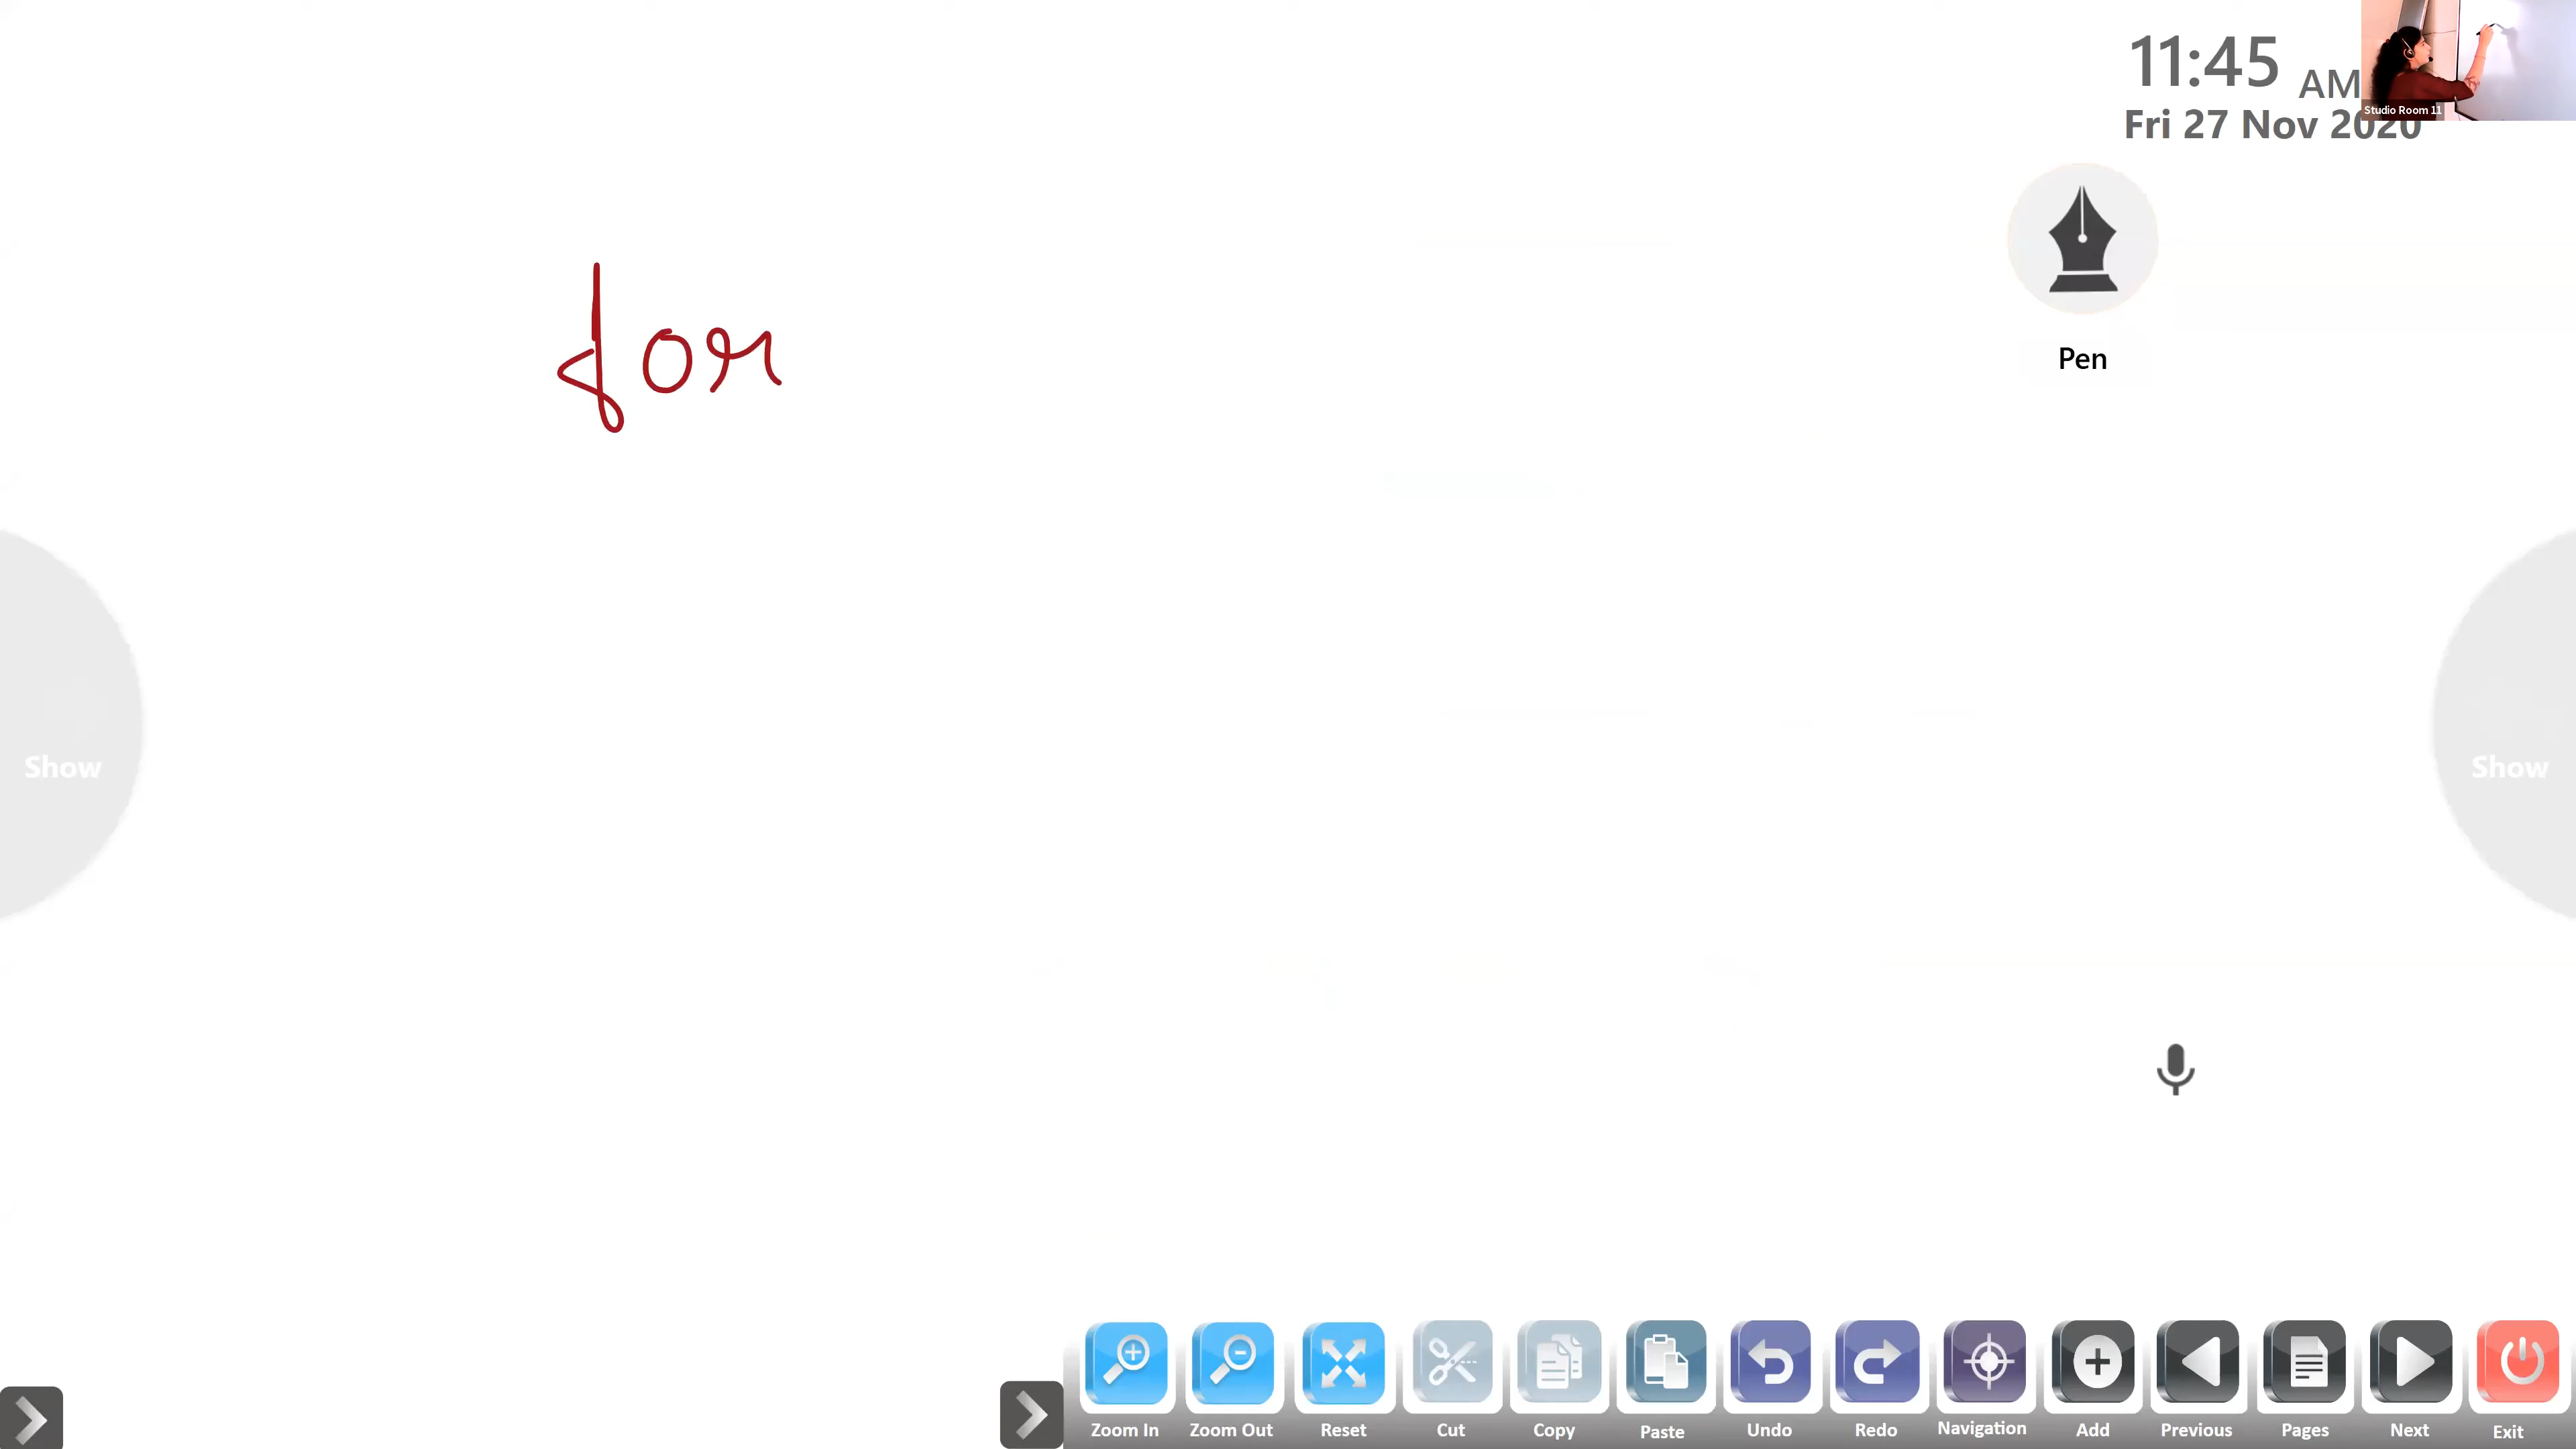 11:45 AM
Studio Room 11
Fri 27 Nov 2020
Pen
for
Show
Show
Zoom In Zoom Out Reset Cut Copy Paste Undo Redo Navigation Add Previous Pages Next Exit